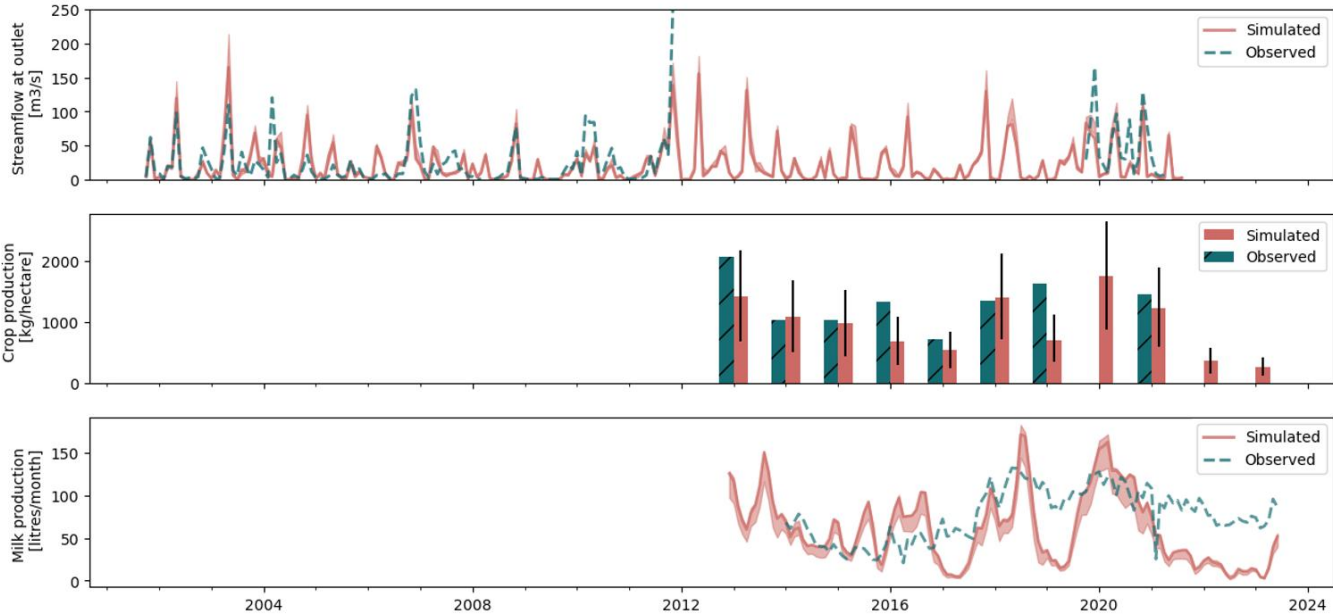 Streamflow at outlet
[m3/s]
250
200
150
100
50
0
Simulated
Observed
Crop production
[kg/hectare]
2000
1000
0
Simulated
Observed
Milk production
[litres/month]
150
100
50
0
Simulated
Observed
2004 2008 2012 2016 2020 2024